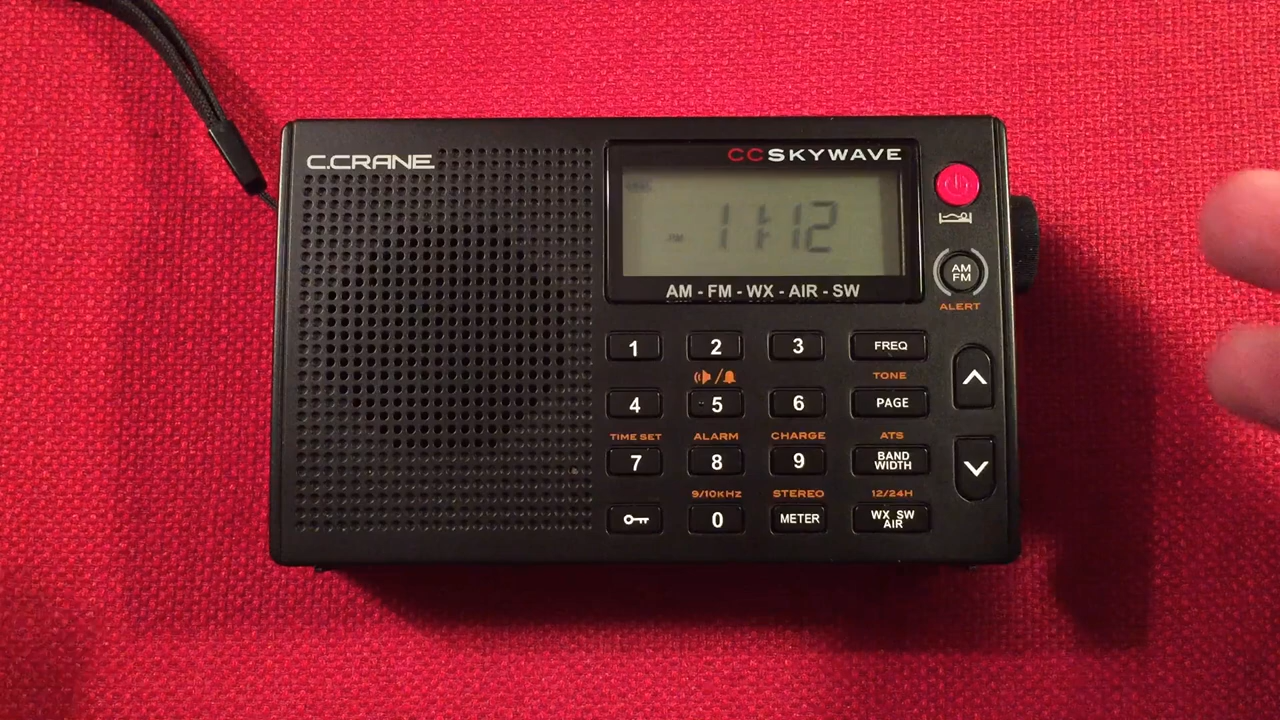 C.CRANE
CCSKYWAVE
PM 11:12
AM - FM - WX - AIR - SW
AM
FM
ALERT
1 2 3 FREQ
TONE
4 5 6 PAGE
TIME SET ALARM CHARGE ATS
7 8 9 BAND
WIDTH
9/10KHZ STEREO 12/24H
0 METER WX SW
AIR